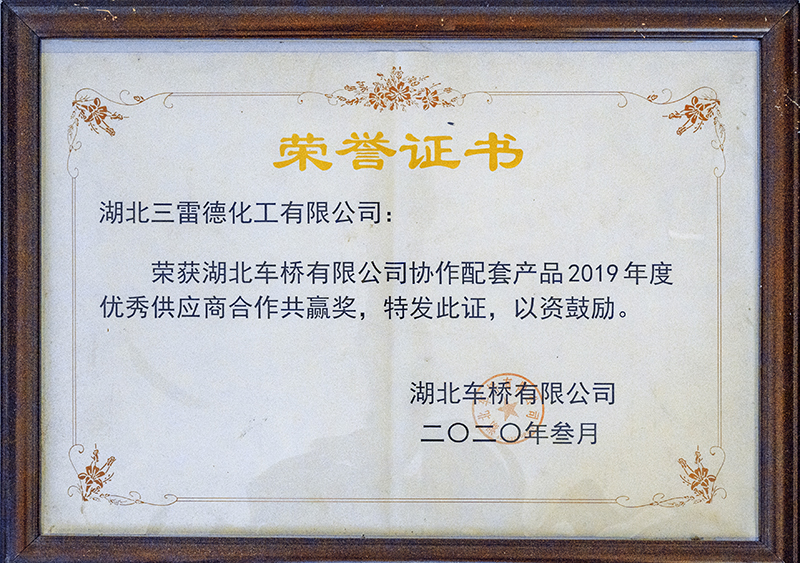 荣誉证书
湖北三雷德化工有限公司：
荣获湖北车桥有限公司协作配套产品2019年度
优秀供应商合作共赢奖，特发此证，以资鼓励。
湖北车桥有限公司
二〇二〇年叁月